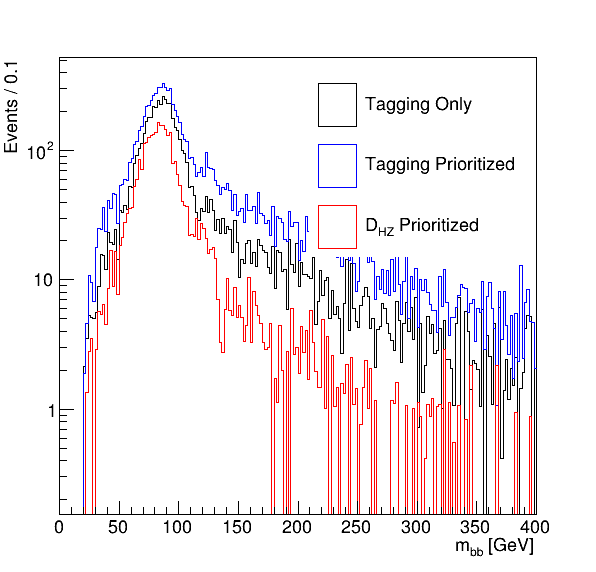 Events / 0.1
10²
10
1
Tagging Only
Tagging Prioritized
D_HZ Prioritized
0 50 100 150 200 250 300 350 400
m_bb [GeV]